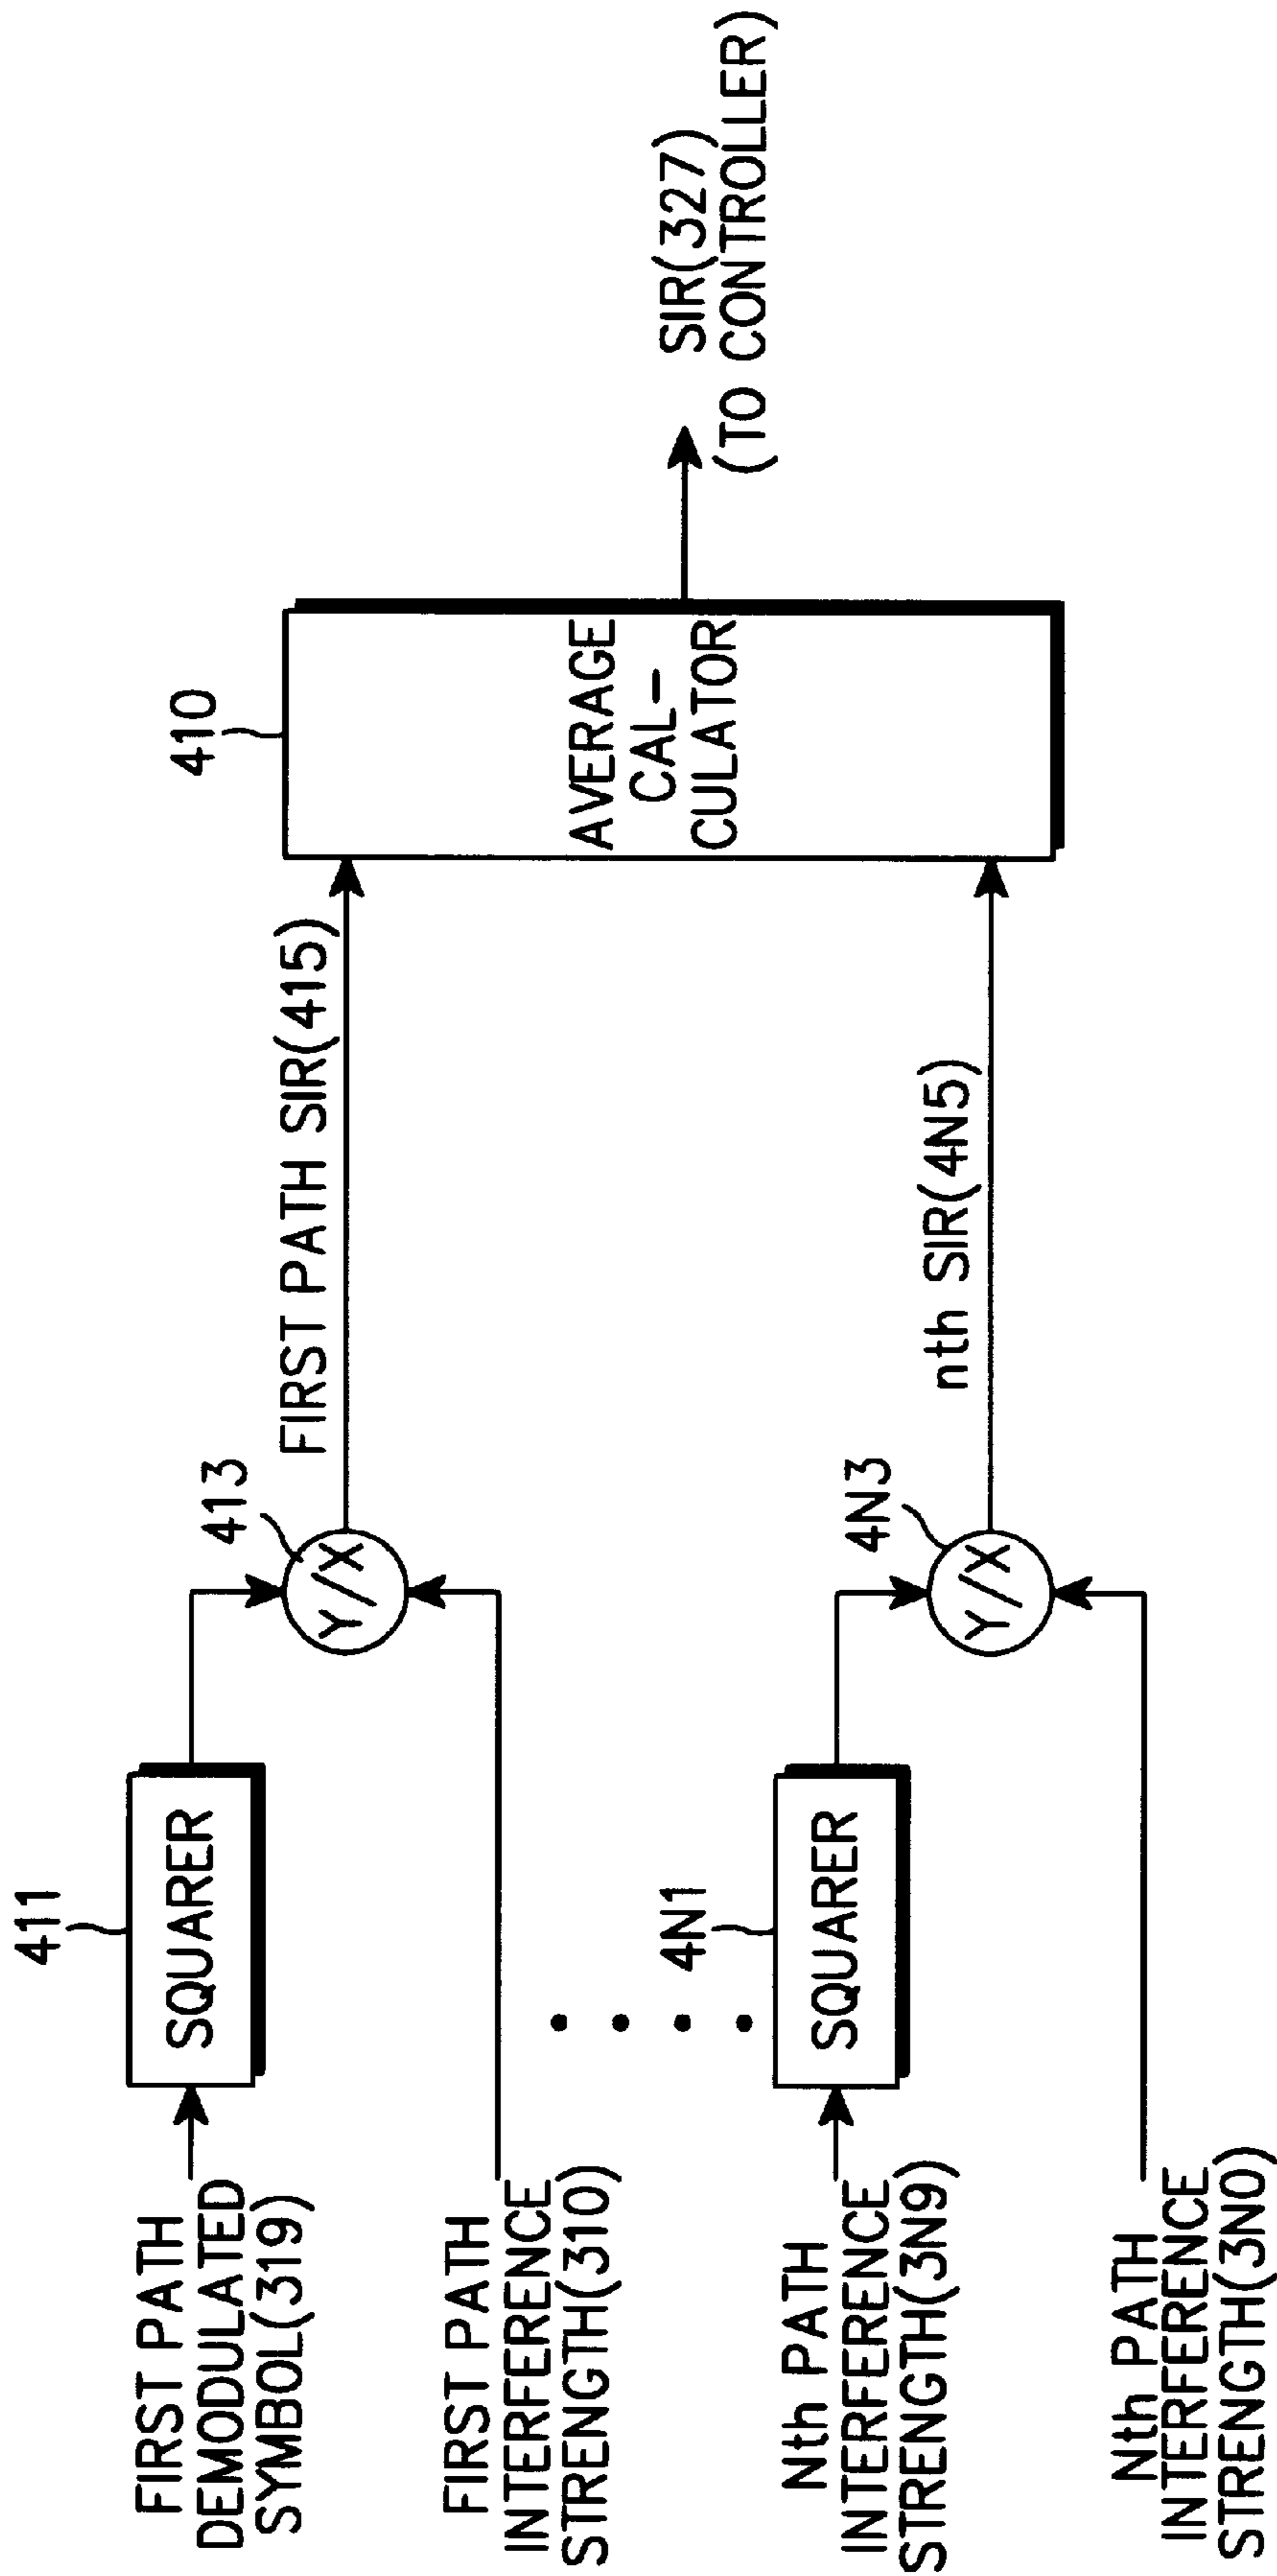 411
FIRST PATH
DEMODULATED
SYMBOL(319)
SQUARER
413
Y/X
FIRST PATH SIR(415)
FIRST PATH
INTERFERENCE
STRENGTH(310)
410
AVERAGE
CAL-
CULATOR
SIR(327)
(TO CONTROLLER)
4N1
Nth PATH
INTERFERENCE
STRENGTH(3N9)
SQUARER
4N3
Y/X
nth SIR(4N5)
Nth PATH
INTERFERENCE
STRENGTH(3N0)